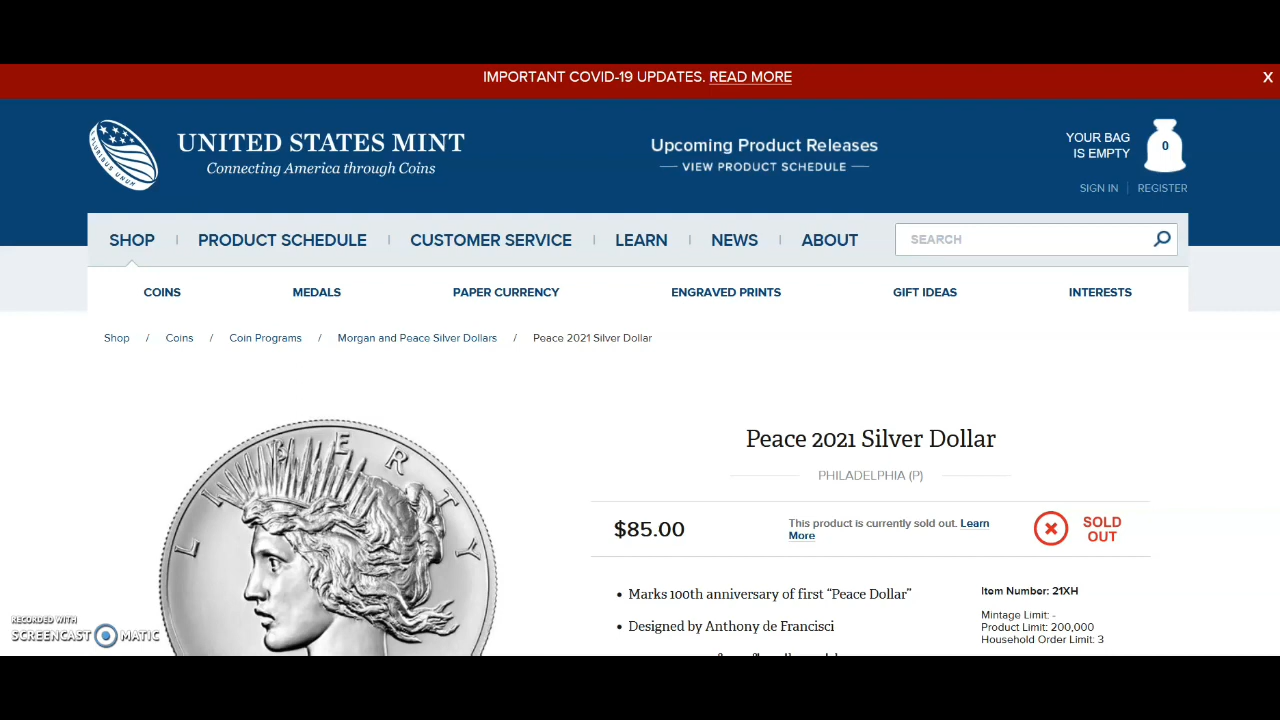 IMPORTANT COVID-19 UPDATES. READ MORE X
PLURIBUS UNUM
UNITED STATES MINT
Connecting America through Coins
Upcoming Product Releases
VIEW PRODUCT SCHEDULE
YOUR BAG
IS EMPTY
0
SIGN IN | REGISTER
SHOP | PRODUCT SCHEDULE | CUSTOMER SERVICE | LEARN | NEWS | ABOUT
SEARCH
COINS MEDALS PAPER CURRENCY ENGRAVED PRINTS GIFT IDEAS INTERESTS
Shop / Coins / Coin Programs / Morgan and Peace Silver Dollars / Peace 2021 Silver Dollar
LIBERTY
Peace 2021 Silver Dollar
PHILADELPHIA (P)
$85.00
This product is currently sold out. Learn
More
SOLD
OUT
• Marks 100th anniversary of first “Peace Dollar”
• Designed by Anthony de Francisci
Item Number: 21XH
Mintage Limit: -
Product Limit: 200,000
Household Order Limit: 3
RECORDED WITH
SCREENCAST MATIC